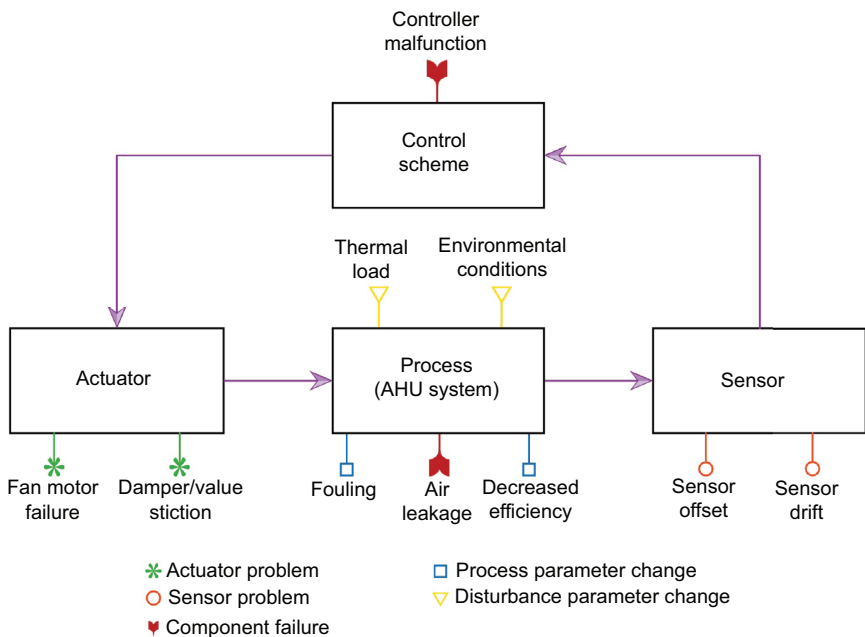 Controller
malfunction
Control
scheme
Thermal
load
Environmental
conditions
Actuator
Process
(AHU system)
Sensor
Fan motor
failure
Damper/value
stiction
Fouling
Air
leakage
Decreased
efficiency
Sensor
offset
Sensor
drift
Actuator problem
Sensor problem
Component failure
Process parameter change
Disturbance parameter change